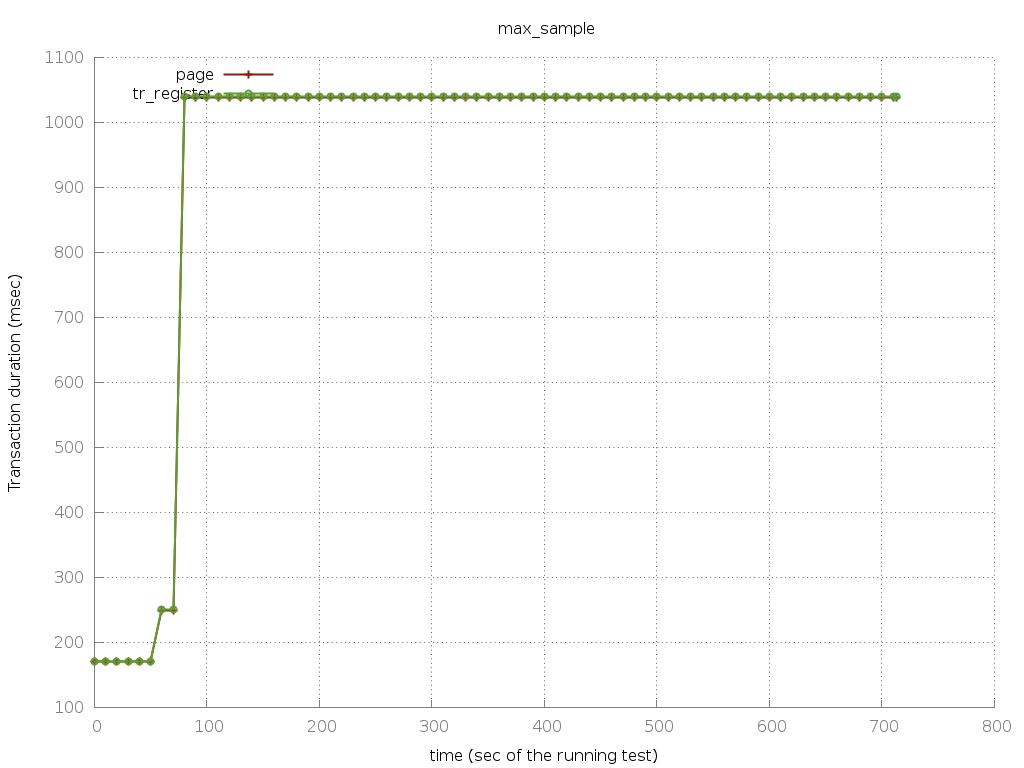 max_sample
1100
1000
900
800
700
600
500
400
300
200
100
page
tr_register
Transaction duration (msec)
0 100 200 300 400 500 600 700 800
time (sec of the running test)